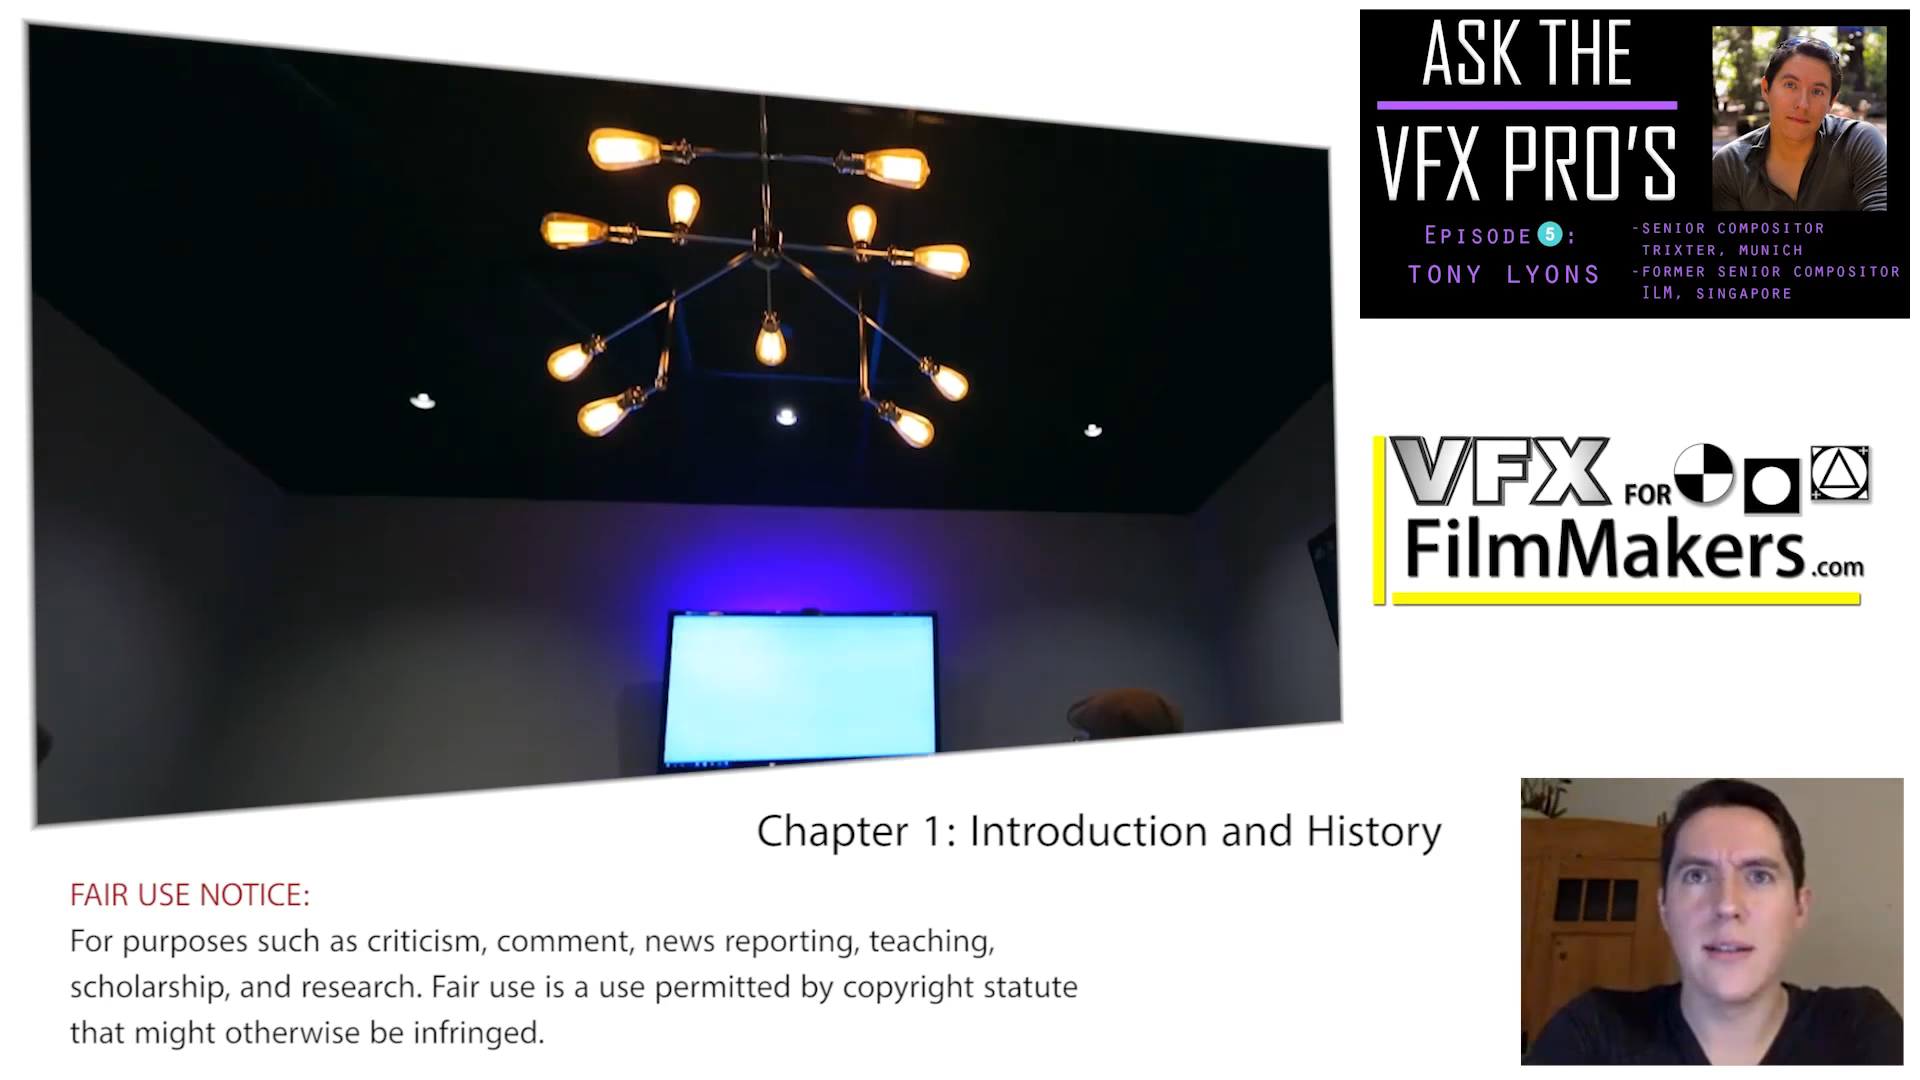 ASK THE
VFX PRO'S
EPISODE 5:
TONY LYONS
-SENIOR COMPOSITOR
TRIXTER, MUNICH
-FORMER SENIOR COMPOSITOR
ILM, SINGAPORE
VFX FOR
FilmMakers.com
Chapter 1: Introduction and History
FAIR USE NOTICE:
For purposes such as criticism, comment, news reporting, teaching,
scholarship, and research. Fair use is a use permitted by copyright statute
that might otherwise be infringed.